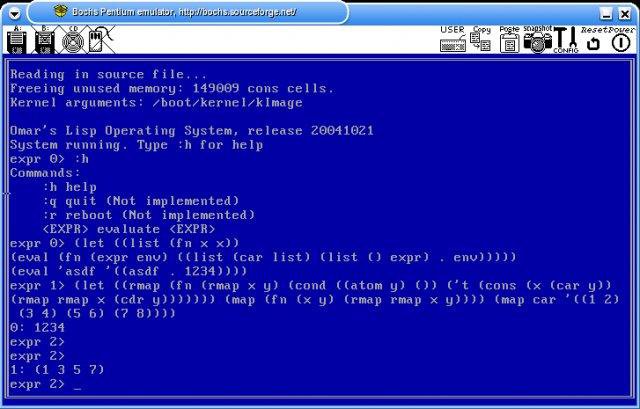 Bochs Pentium emulator, http://bochs.sourceforge.net/
A: B: CD USER Copy Paste snapshot CONFIG Reset Power
Reading in source file...
Freeing unused memory: 149009 cons cells.
Kernel arguments: /boot/kernel/kImage
Omar's Lisp Operating System, release 20041021
System running. Type :h for help
expr 0> :h
Commands:
:h help
:q quit (Not implemented)
:r reboot (Not implemented)
<EXPR> evaluate <EXPR>
expr 0> (let ((list (fn x x))
(eval (fn (expr env) ((list (car list) (list () expr) . env)))))
(eval 'asdf '((asdf . 1234))))
expr 1> (let ((rmap (fn (rmap x y) (cond ((atom y) ()) ('t (cons (x (car y))
(rmap rmap x (cdr y))))))) (map (fn (x y) (rmap rmap x y)))) (map car '((1 2)
(3 4) (5 6) (7 8))))
0: 1234
expr 2>
expr 2>
1: (1 3 5 7)
expr 2> _